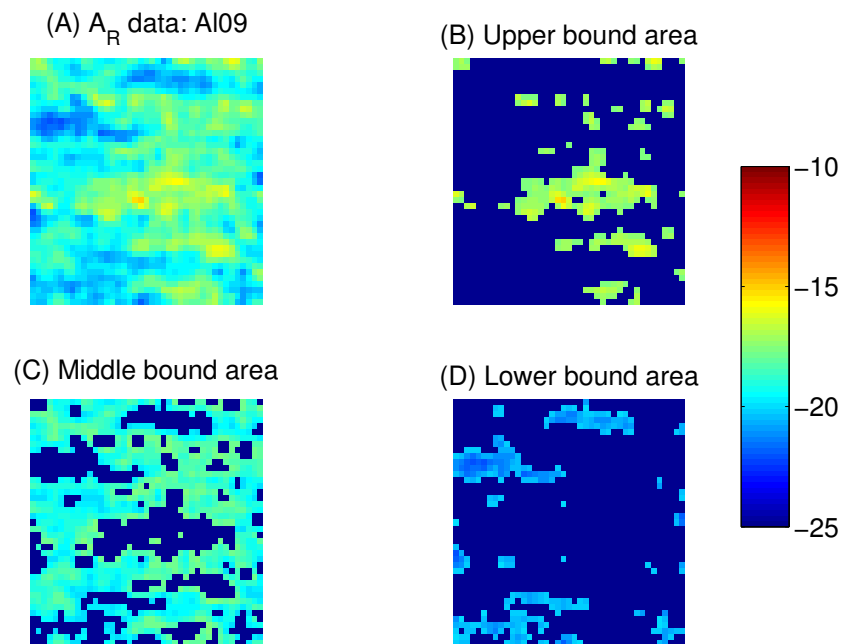 (A) A_R data: Al09
(B) Upper bound area
−10
−15
−20
−25
(C) Middle bound area
(D) Lower bound area